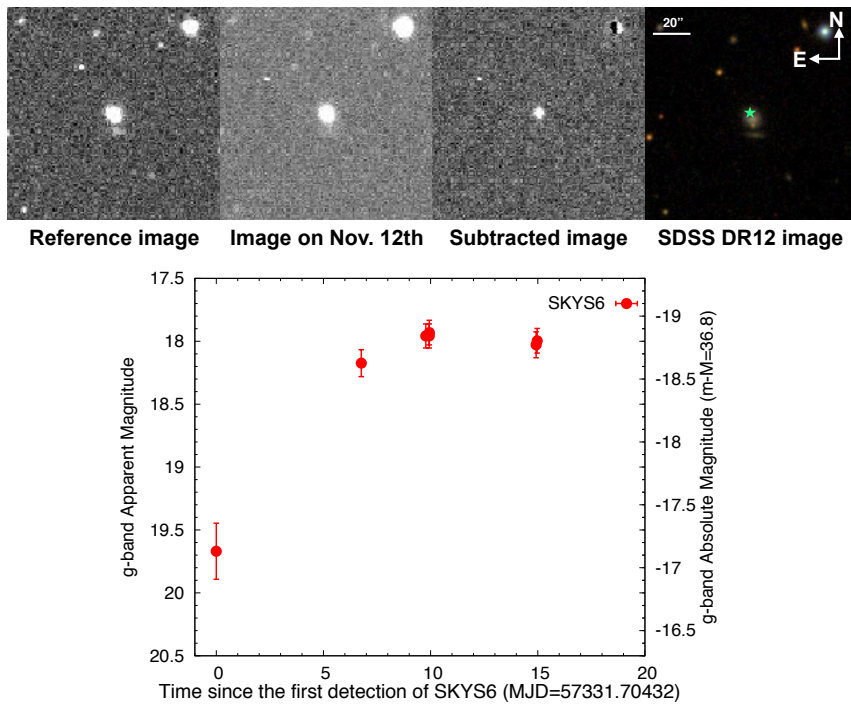 20”
N
E
Reference image
Image on Nov. 12th
Subtracted image
SDSS DR12 image
SKYS6
17.5
18
18.5
19
19.5
20
20.5
g-band Apparent Magnitude
-19
-18.5
-18
-17.5
-17
-16.5
g-band Absolute Magnitude (m-M=36.8)
0
5
10
15
20
Time since the first detection of SKYS6 (MJD=57331.70432)